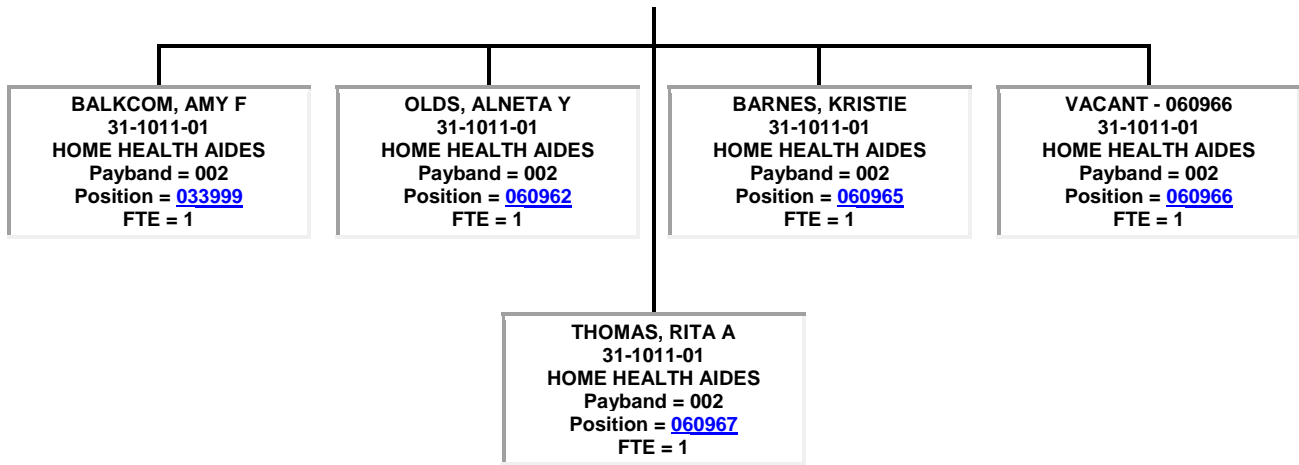 BALKCOM, AMY F
31-1011-01
HOME HEALTH AIDES
Payband = 002
Position = 033999
FTE = 1
OLDS, ALNETA Y
31-1011-01
HOME HEALTH AIDES
Payband = 002
Position = 060962
FTE = 1
BARNES, KRISTIE
31-1011-01
HOME HEALTH AIDES
Payband = 002
Position = 060965
FTE = 1
VACANT - 060966
31-1011-01
HOME HEALTH AIDES
Payband = 002
Position = 060966
FTE = 1
THOMAS, RITA A
31-1011-01
HOME HEALTH AIDES
Payband = 002
Position = 060967
FTE = 1